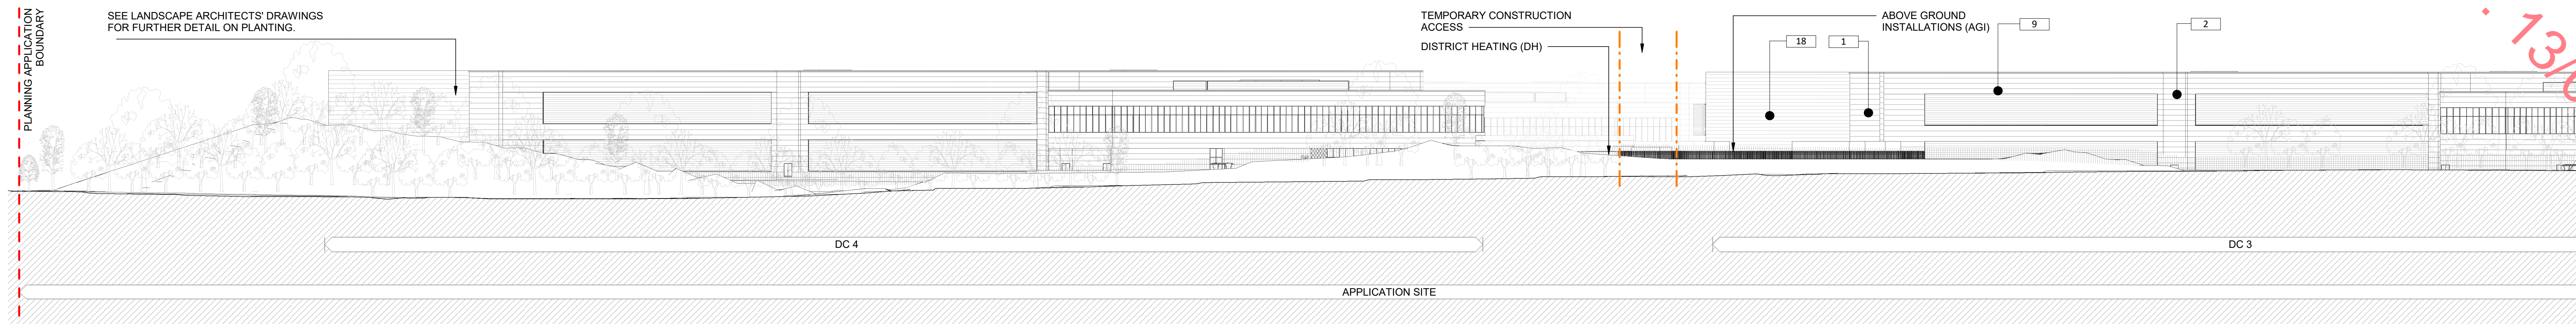 PLANNING APPLICATION
BOUNDARY
SEE LANDSCAPE ARCHITECTS' DRAWINGS
FOR FURTHER DETAIL ON PLANTING.
TEMPORARY CONSTRUCTION
ACCESS
DISTRICT HEATING (DH)
ABOVE GROUND
INSTALLATIONS (AGI)
18
1
9
2
13/
DC 4
DC 3
APPLICATION SITE